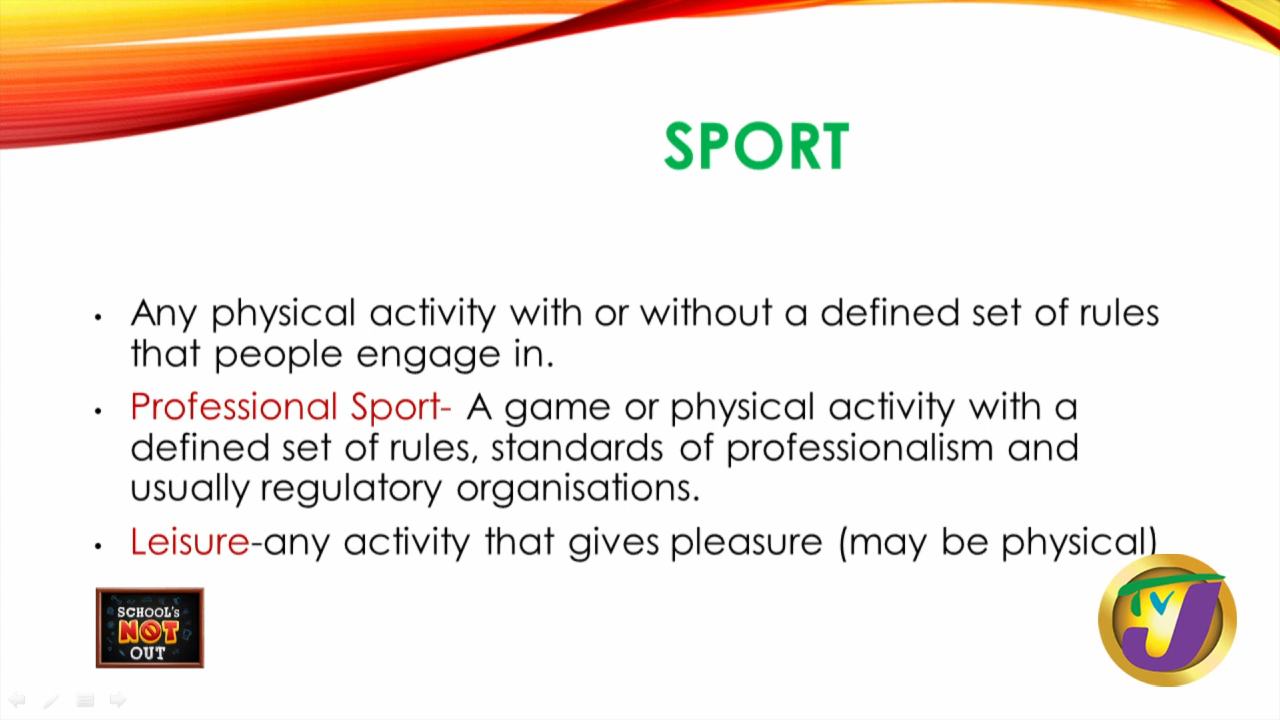 SPORT
• Any physical activity with or without a defined set of rules
that people engage in.
• Professional Sport- A game or physical activity with a
defined set of rules, standards of professionalism and
usually regulatory organisations.
• Leisure-any activity that gives pleasure (may be physical)
SCHOOL's
NOT
OUT
TVJ